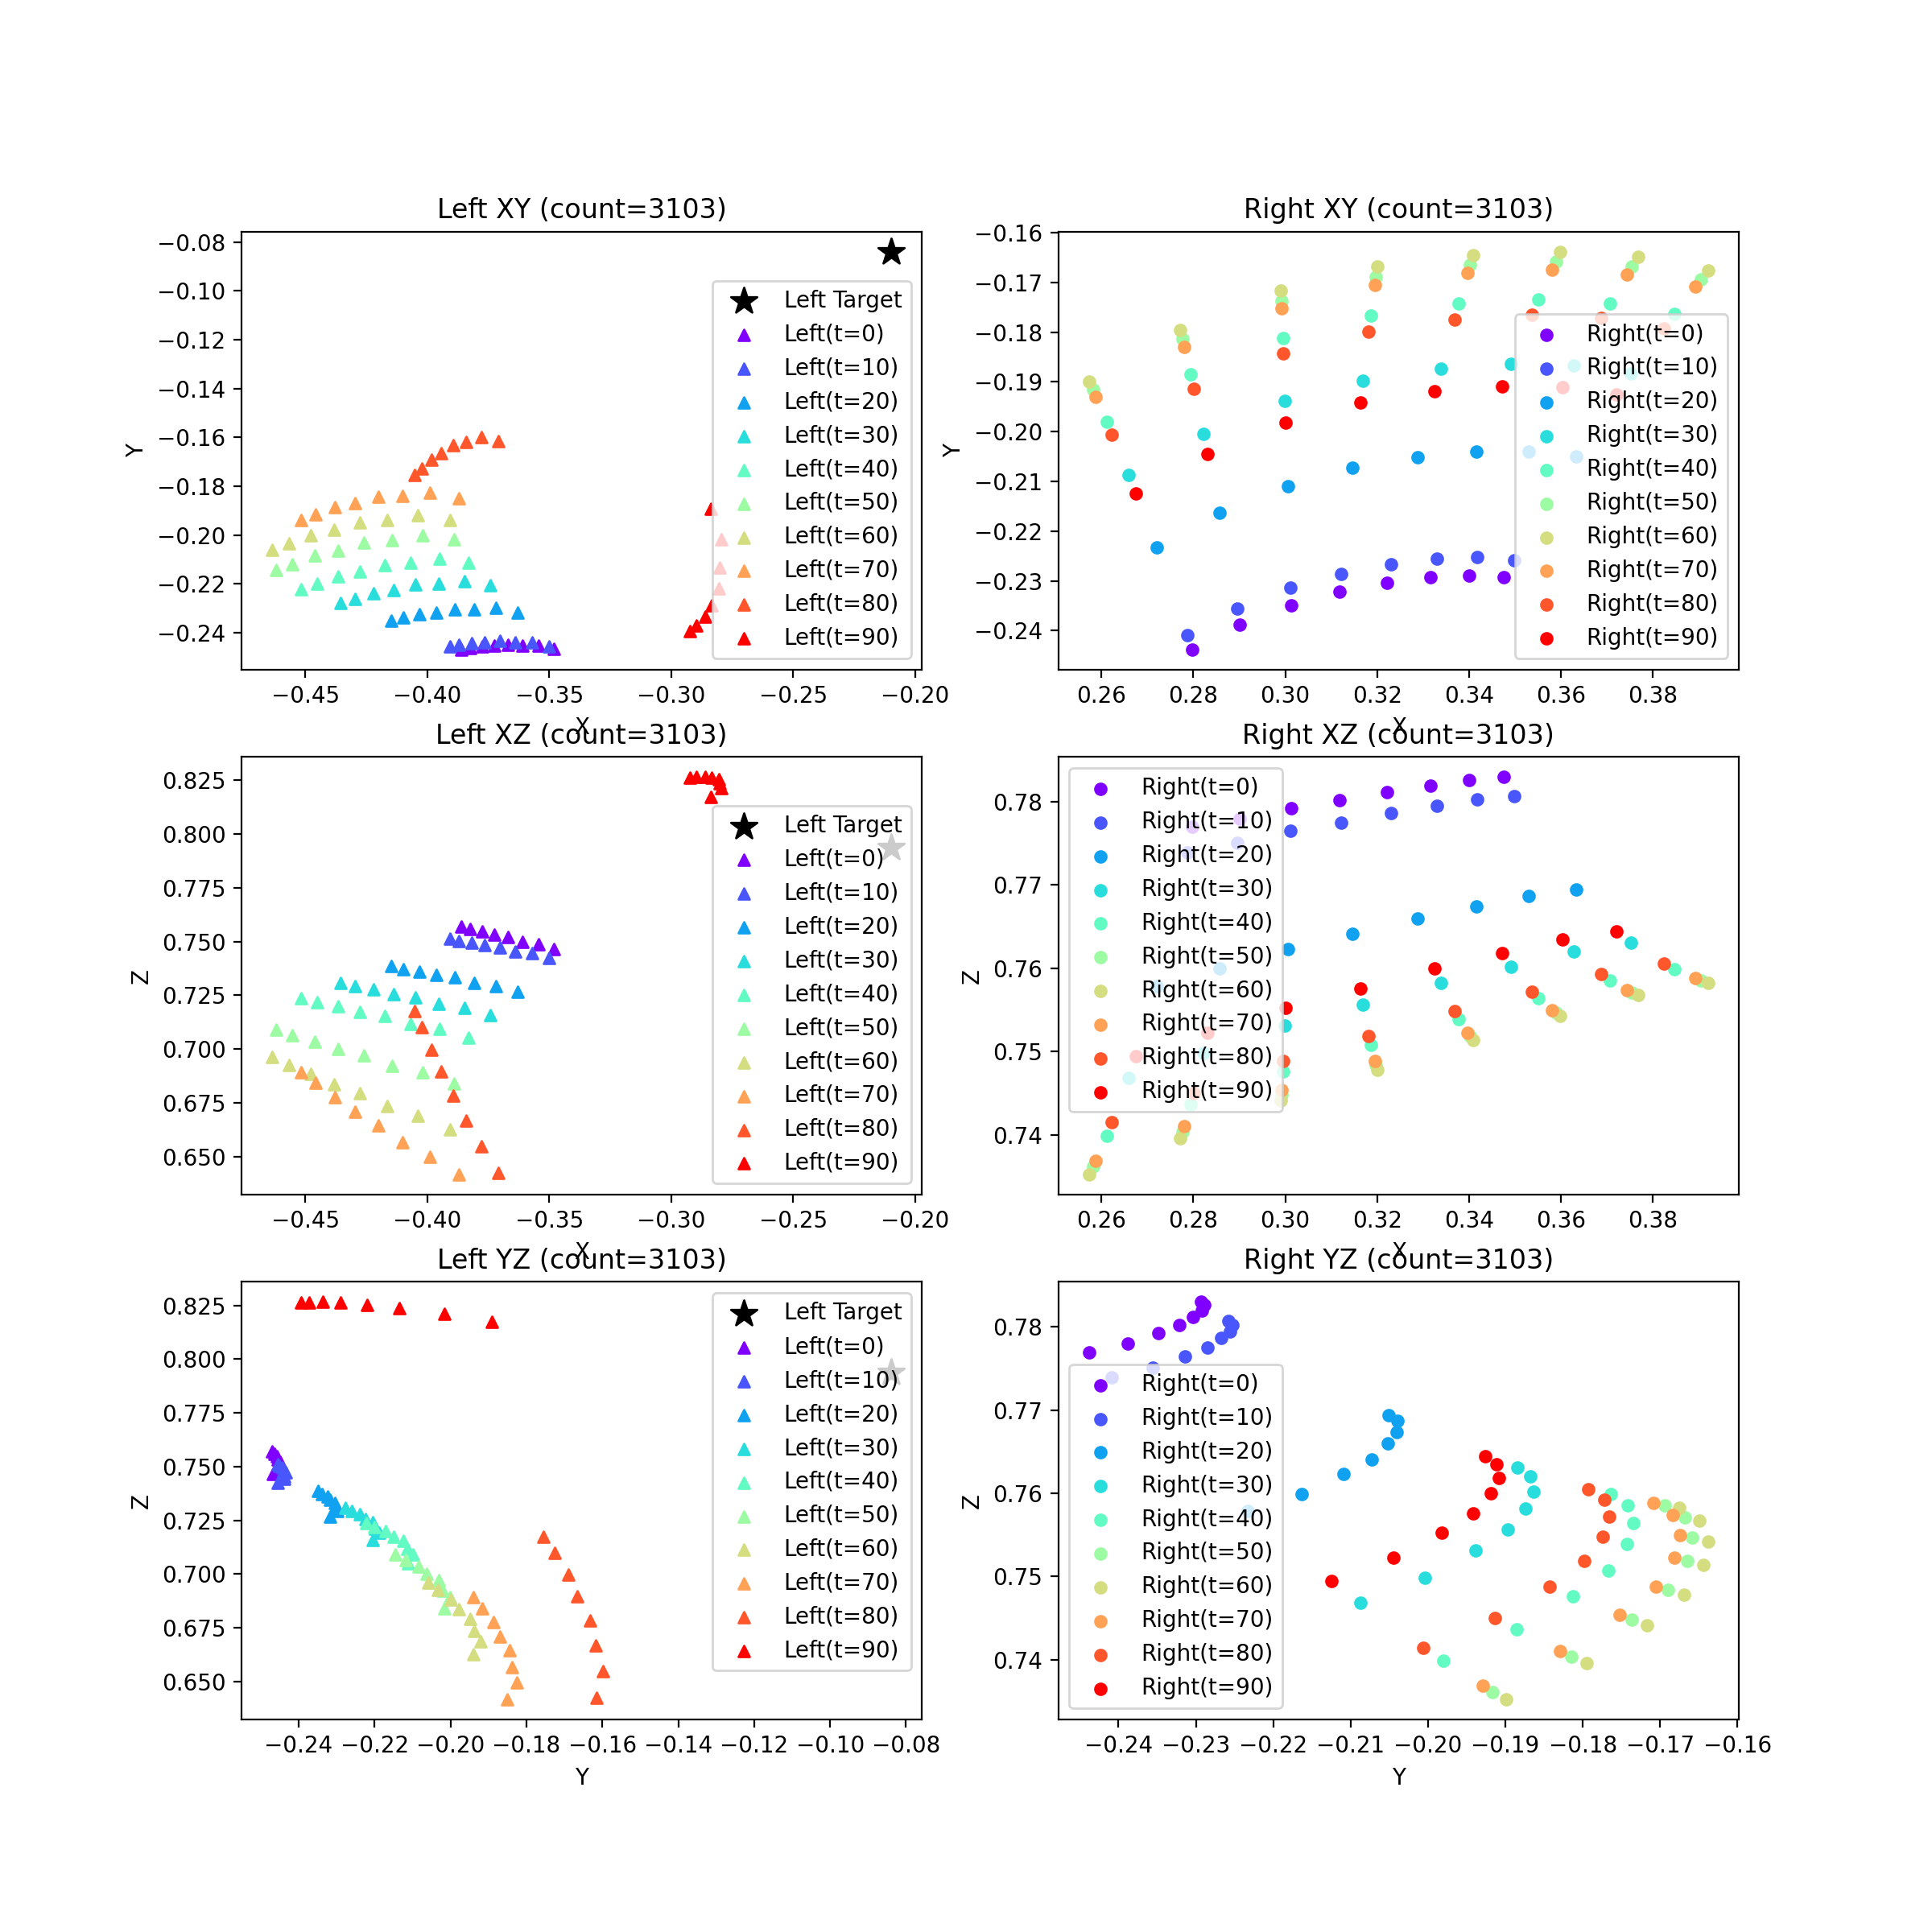 Left XY (count=3103)
Y
−0.08
−0.10
−0.12
−0.14
−0.16
−0.18
−0.20
−0.22
−0.24
Left Target
Left(t=0)
Left(t=10)
Left(t=20)
Left(t=30)
Left(t=40)
Left(t=50)
Left(t=60)
Left(t=70)
Left(t=80)
Left(t=90)
−0.45 −0.40 −0.35 −0.30 −0.25 −0.20
X
Right XY (count=3103)
Y
−0.16
−0.17
−0.18
−0.19
−0.20
−0.21
−0.22
−0.23
−0.24
Right(t=0)
Right(t=10)
Right(t=20)
Right(t=30)
Right(t=40)
Right(t=50)
Right(t=60)
Right(t=70)
Right(t=80)
Right(t=90)
0.26 0.28 0.30 0.32 0.34 0.36 0.38
X
Left XZ (count=3103)
Z
0.825
0.800
0.775
0.750
0.725
0.700
0.675
0.650
Left Target
Left(t=0)
Left(t=10)
Left(t=20)
Left(t=30)
Left(t=40)
Left(t=50)
Left(t=60)
Left(t=70)
Left(t=80)
Left(t=90)
−0.45 −0.40 −0.35 −0.30 −0.25 −0.20
X
Right XZ (count=3103)
Z
0.78
0.77
0.76
0.75
0.74
Right(t=0)
Right(t=10)
Right(t=20)
Right(t=30)
Right(t=40)
Right(t=50)
Right(t=60)
Right(t=70)
Right(t=80)
Right(t=90)
0.26 0.28 0.30 0.32 0.34 0.36 0.38
X
Left YZ (count=3103)
Z
0.825
0.800
0.775
0.750
0.725
0.700
0.675
0.650
Left Target
Left(t=0)
Left(t=10)
Left(t=20)
Left(t=30)
Left(t=40)
Left(t=50)
Left(t=60)
Left(t=70)
Left(t=80)
Left(t=90)
−0.24 −0.22 −0.20 −0.18 −0.16 −0.14 −0.12 −0.10 −0.08
Y
Right YZ (count=3103)
Z
0.78
0.77
0.76
0.75
0.74
Right(t=0)
Right(t=10)
Right(t=20)
Right(t=30)
Right(t=40)
Right(t=50)
Right(t=60)
Right(t=70)
Right(t=80)
Right(t=90)
−0.24 −0.23 −0.22 −0.21 −0.20 −0.19 −0.18 −0.17 −0.16
Y